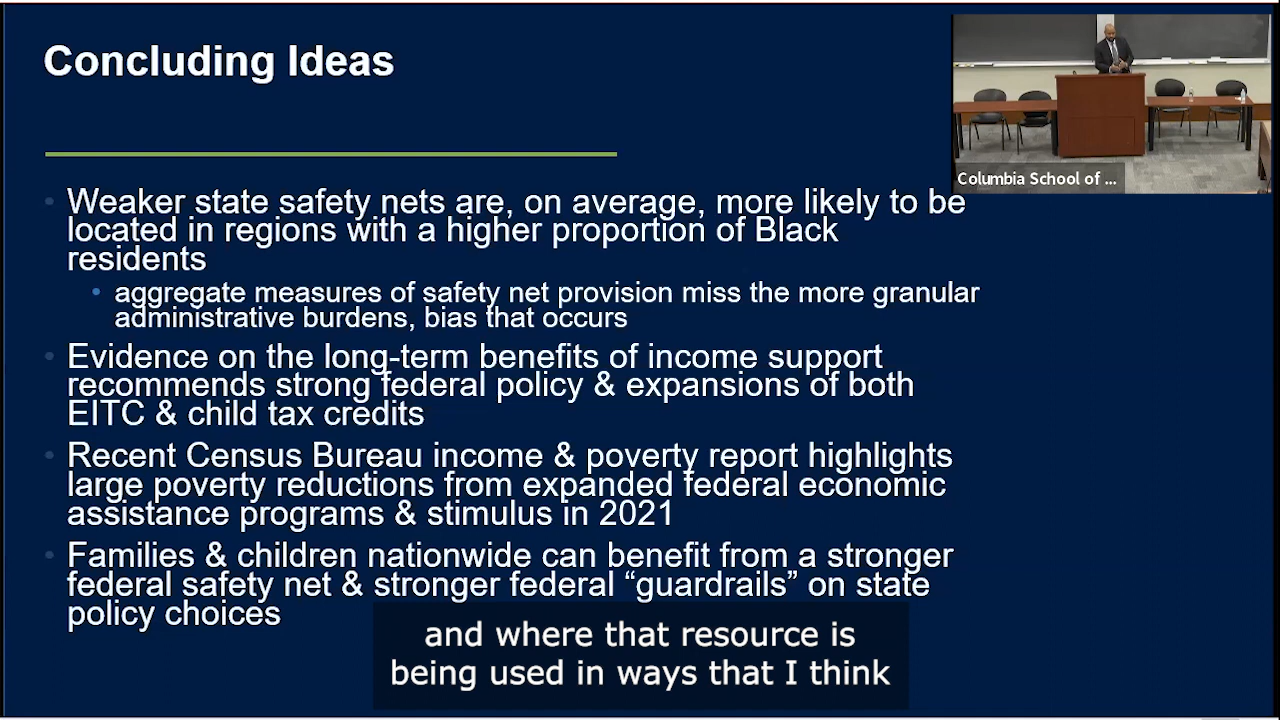 Concluding Ideas
Columbia School of ...
Weaker state safety nets are, on average, more likely to be
located in regions with a higher proportion of Black
residents
aggregate measures of safety net provision miss the more granular
administrative burdens, bias that occurs
Evidence on the long-term benefits of income support
recommends strong federal policy & expansions of both
EITC & child tax credits
Recent Census Bureau income & poverty report highlights
large poverty reductions from expanded federal economic
assistance programs & stimulus in 2021
Families & children nationwide can benefit from a stronger
federal safety net & stronger federal “guardrails” on state
policy choices
and where that resource is
being used in ways that I think